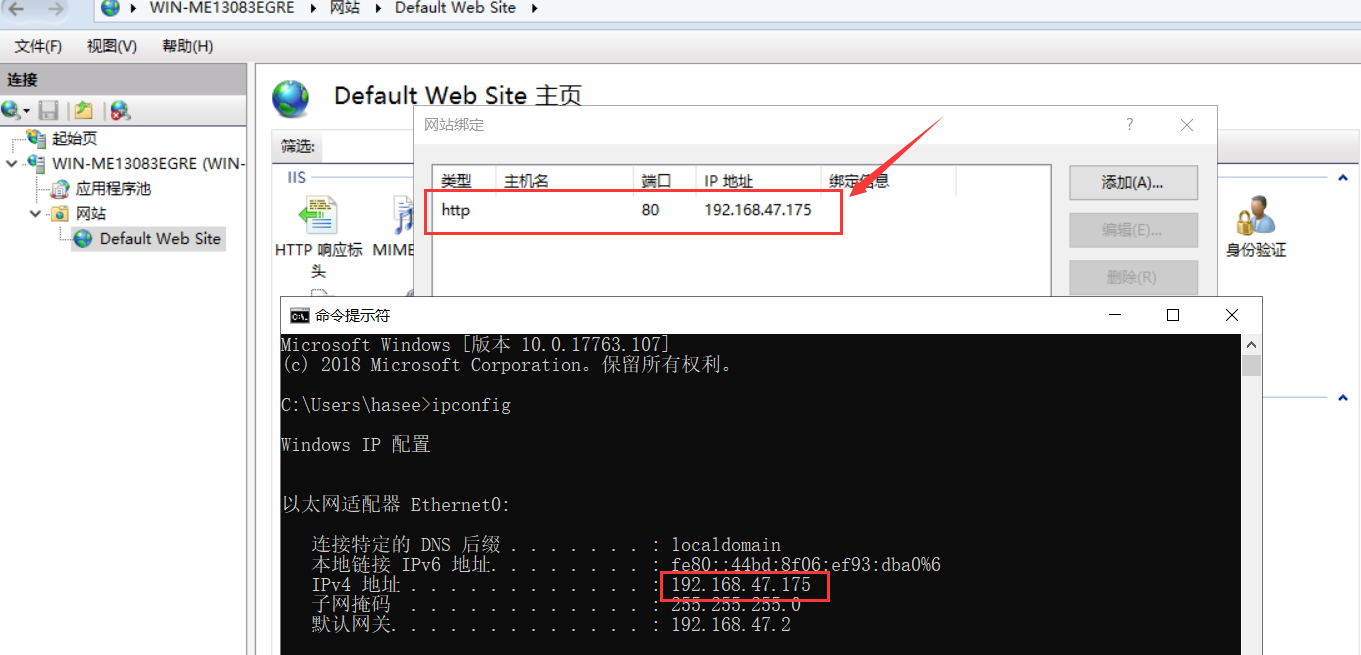 WIN-ME13083EGRE 网站 Default Web Site
文件(F) 视图(V) 帮助(H)
连接
起始页
WIN-ME13083EGRE (WIN-
应用程序池
网站
Default Web Site
Default Web Site 主页
筛选:
IIS
HTTP 响应标
头
MIME
身份验证
网站绑定
?
类型 主机名 端口 IP 地址 绑定信息
http 80 192.168.47.175
添加(A)...
编辑(E)...
删除(R)
命令提示符
Microsoft Windows [版本 10.0.17763.107]
(c) 2018 Microsoft Corporation。保留所有权利。
C:\Users\hasee>ipconfig
Windows IP 配置
以太网适配器 Ethernet0:
连接特定的 DNS 后缀 . . . . . . . : localdomain
本地链接 IPv6 地址. . . . . . . . : fe80::44bd:8f06:ef93:dba0%6
IPv4 地址 . . . . . . . . . . . . : 192.168.47.175
子网掩码 . . . . . . . . . . . . : 255.255.255.0
默认网关. . . . . . . . . . . . . : 192.168.47.2